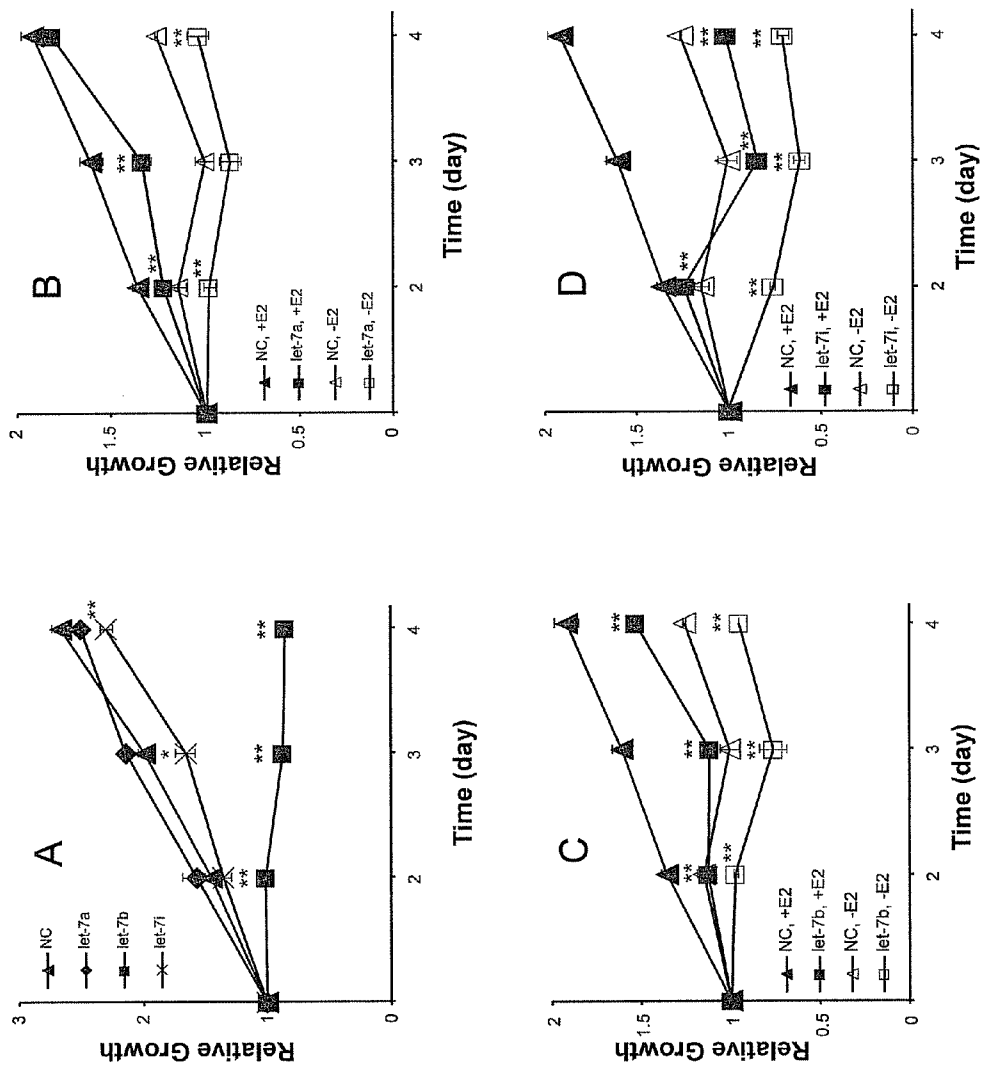 A
NC
let-7a
let-7b
let-7i
Relative Growth
3
2
1
0
2
3
4
Time (day)
**
*
**
**
**
B
NC, +E2
let-7a, +E2
NC, -E2
let-7a, -E2
Relative Growth
2
1.5
1
0.5
0
2
3
4
Time (day)
**
**
**
**
C
NC, +E2
let-7b, +E2
NC, -E2
let-7b, -E2
Relative Growth
2
1.5
1
0.5
0
2
3
4
Time (day)
**
**
**
**
**
**
D
NC, +E2
let-7i, +E2
NC, -E2
let-7i, -E2
Relative Growth
2
1.5
1
0.5
0
2
3
4
Time (day)
**
**
**
**
**
**